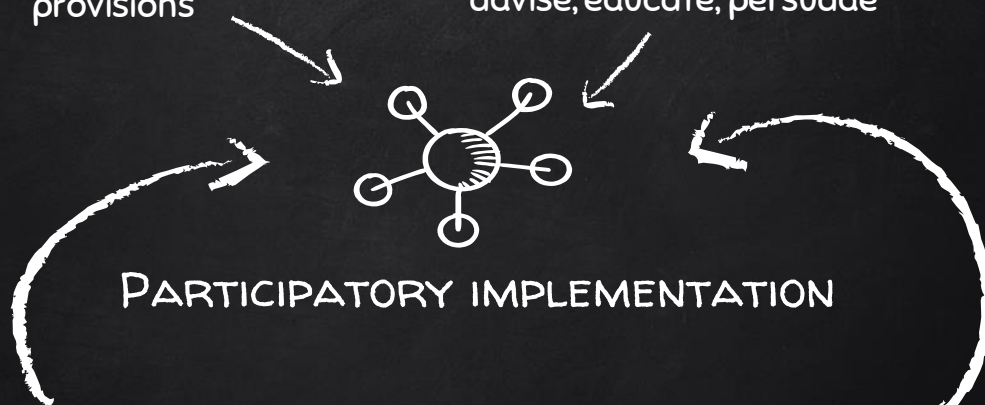 provisions
advise, educate, persuade
Participatory implementation